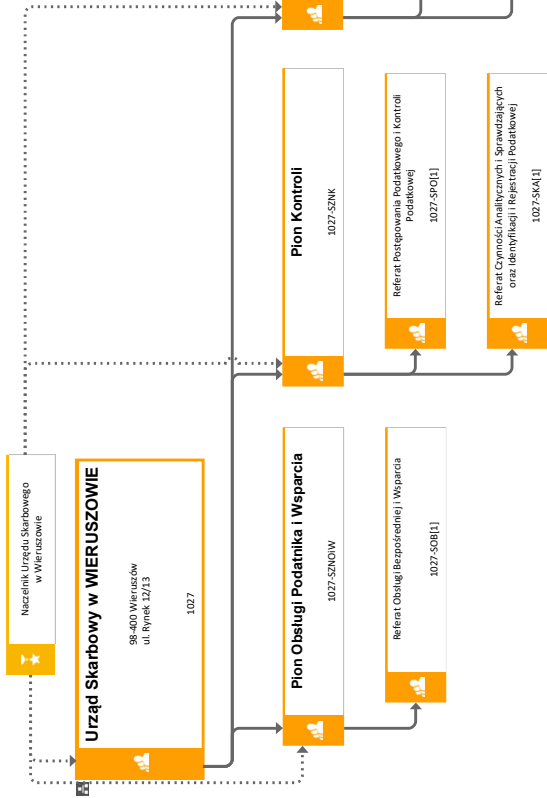 Naczelnik Urzędu Skarbowego
w Wieruszowie
Urząd Skarbowy w WIERUSZOWIE
98-400 Wieruszów
ul. Rynek 12/13
1027
Pion Obsługi Podatnika i Wsparcia
1027-SZNOiW
Referat Obsługi Bezpośredniej i Wsparcia
1027-SOB[1]
Pion Kontroli
1027-SZNK
Referat Postępowania Podatkowego i Kontroli
Podatkowej
1027-SPO[1]
Referat Czynności Analitycznych i Sprawdzających
oraz Identyfikacji i Rejestracji Podatkowej
1027-SKA[1]